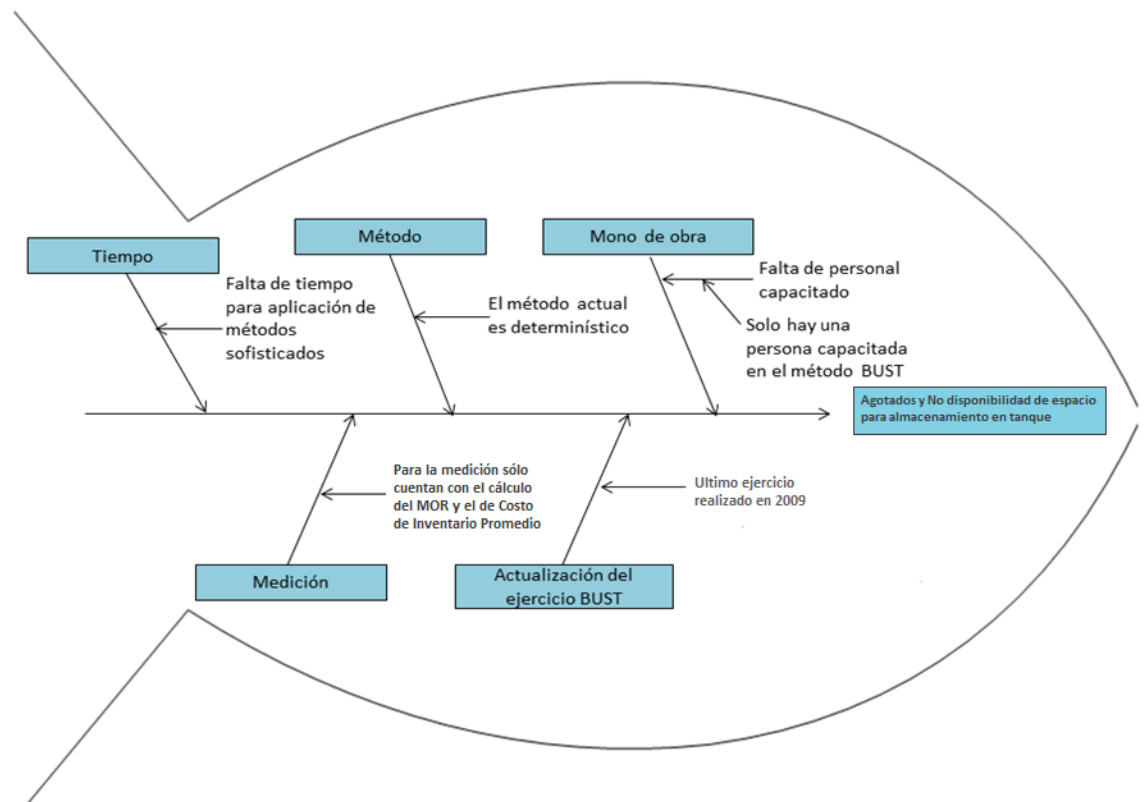 Tiempo
Falta de tiempo
para aplicación de
métodos
sofisticados
Método
El método actual
es determinístico
Mono de obra
Falta de personal
capacitado
Solo hay una
persona capacitada
en el método BUST
Agotados y No disponibilidad de espacio
para almacenamiento en tanque
Para la medición sólo
cuentan con el cálculo
del MOR y el de Costo
de Inventario Promedio
Medición
Ultimo ejercicio
realizado en 2009
Actualización del
ejercicio BUST